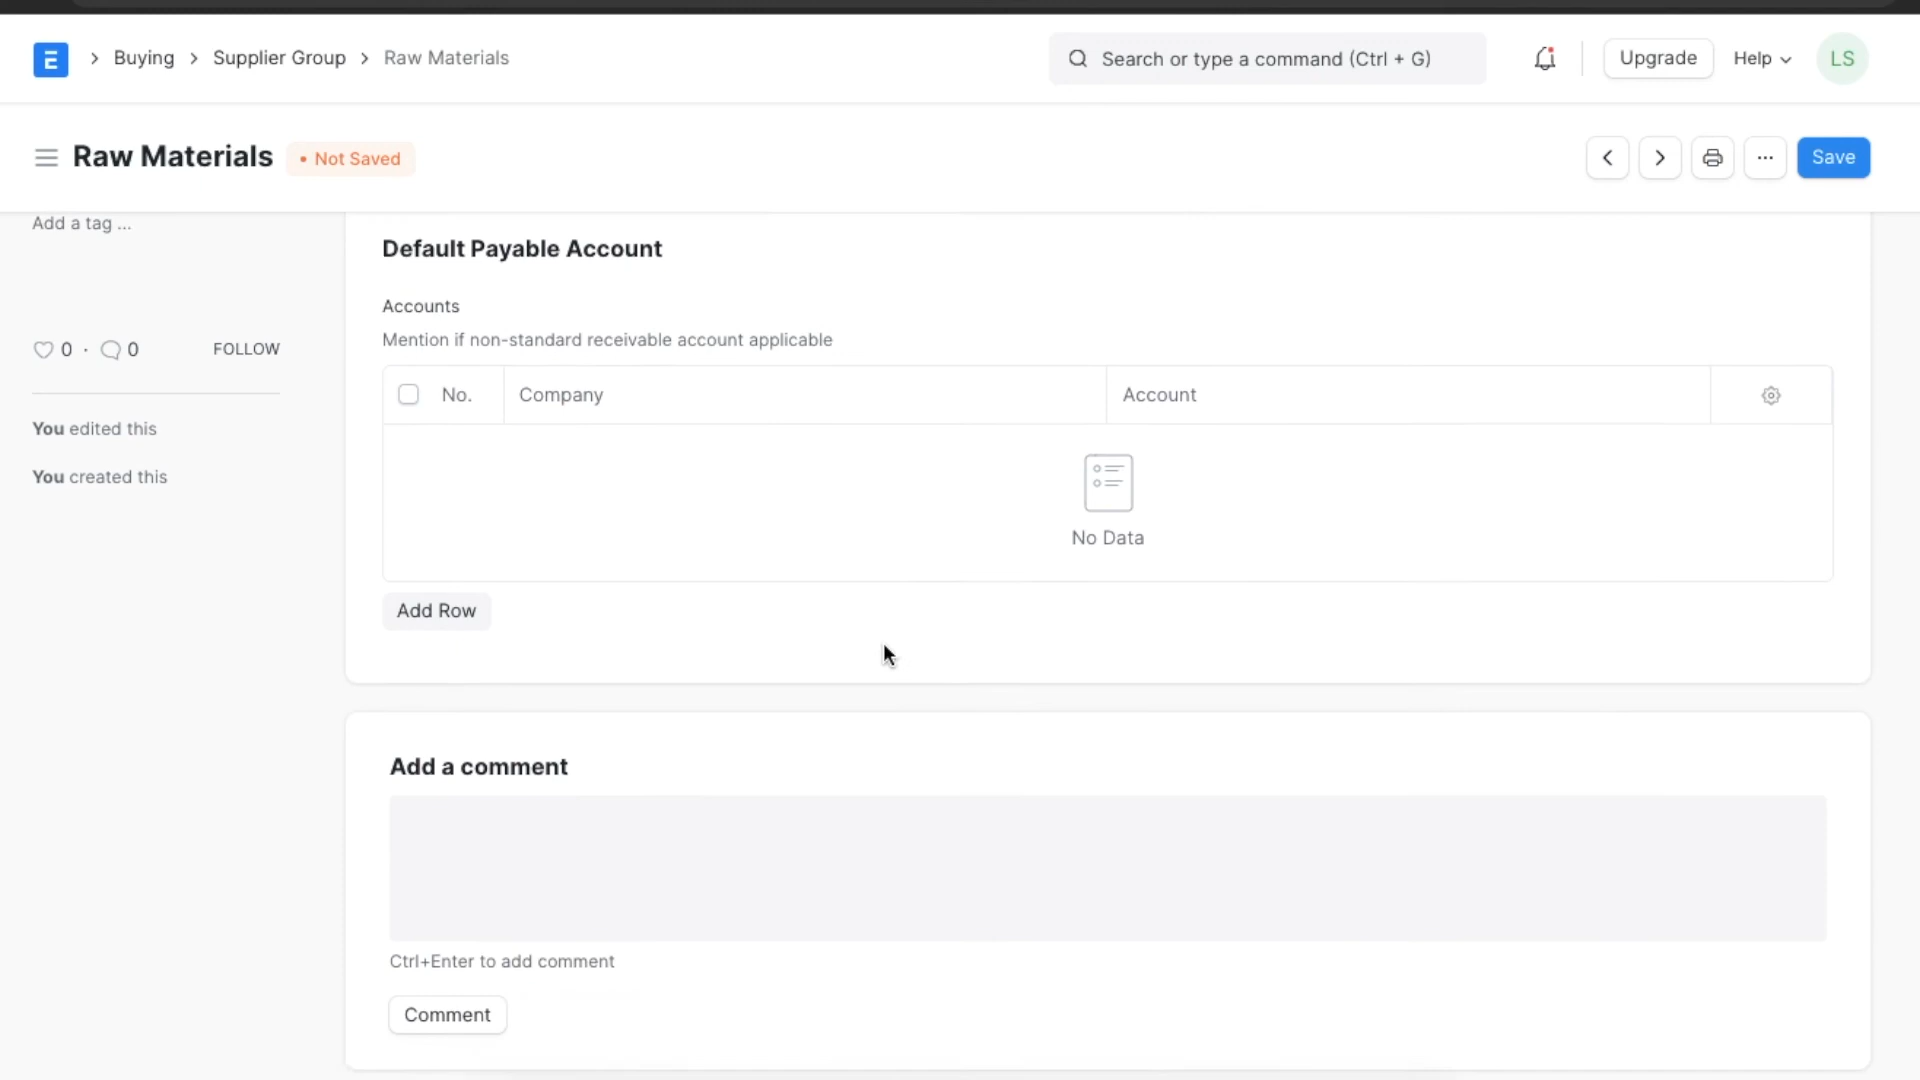 E > Buying > Supplier Group > Raw Materials
Search or type a command (Ctrl + G)
Upgrade
Help
LS
Raw Materials
• Not Saved
Save
Add a tag ...
0 · 0
FOLLOW
You edited this
You created this
Default Payable Account
Accounts
Mention if non-standard receivable account applicable
No. Company Account
No Data
Add Row
Add a comment
Ctrl+Enter to add comment
Comment